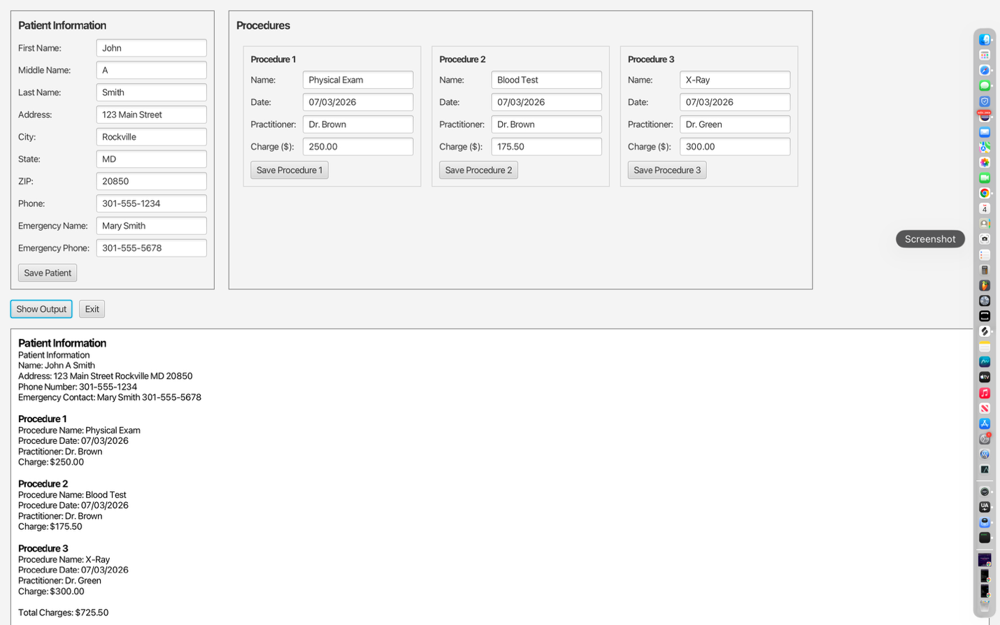 Patient Information
First Name: John
Middle Name: A
Last Name: Smith
Address: 123 Main Street
City: Rockville
State: MD
ZIP: 20850
Phone: 301-555-1234
Emergency Name: Mary Smith
Emergency Phone: 301-555-5678
Save Patient
Procedures
Procedure 1
Name: Physical Exam
Date: 07/03/2026
Practitioner: Dr. Brown
Charge ($): 250.00
Save Procedure 1
Procedure 2
Name: Blood Test
Date: 07/03/2026
Practitioner: Dr. Brown
Charge ($): 175.50
Save Procedure 2
Procedure 3
Name: X-Ray
Date: 07/03/2026
Practitioner: Dr. Green
Charge ($): 300.00
Save Procedure 3
Show Output
Exit
Patient Information
Patient Information
Name: John A Smith
Address: 123 Main Street Rockville MD 20850
Phone Number: 301-555-1234
Emergency Contact: Mary Smith 301-555-5678
Procedure 1
Procedure Name: Physical Exam
Procedure Date: 07/03/2026
Practitioner: Dr. Brown
Charge: $250.00
Procedure 2
Procedure Name: Blood Test
Procedure Date: 07/03/2026
Practitioner: Dr. Brown
Charge: $175.50
Procedure 3
Procedure Name: X-Ray
Procedure Date: 07/03/2026
Practitioner: Dr. Green
Charge: $300.00
Total Charges: $725.50
Screenshot
4
tv
UA